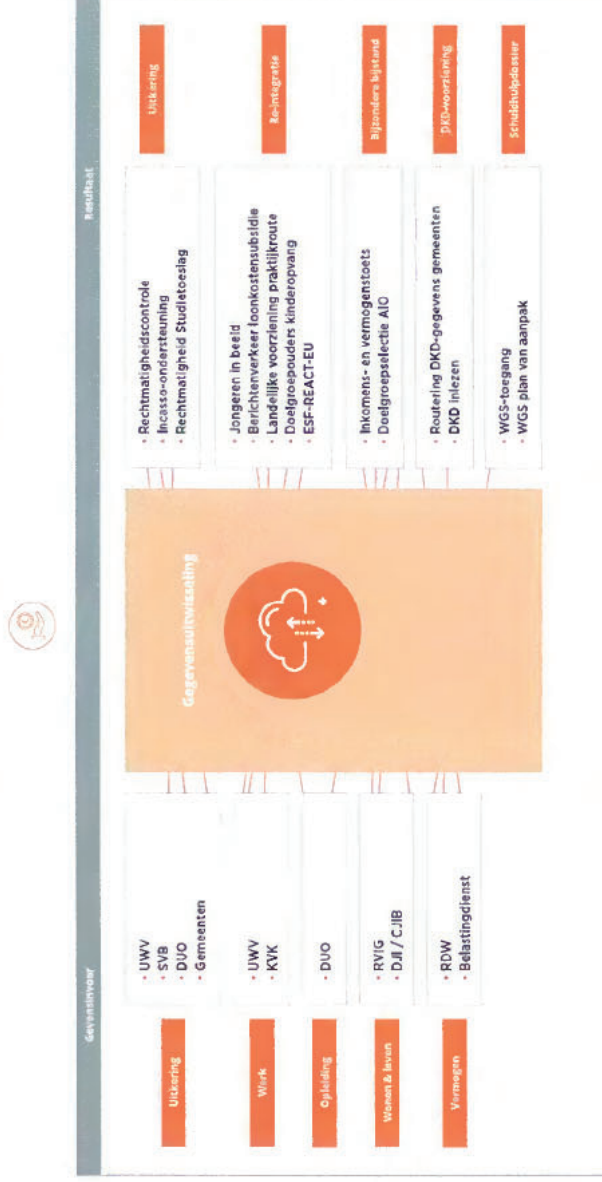 Gevensinvoer
Resultaat
Uitkering
• UWV
• SVB
• DUO
• Gemeenten
Werk
• UWV
• KVK
Opleiding
• DUO
Wonen & leven
• RVIG
• DJI / CJIB
Vermogen
• RDW
• Belastingdienst
Gegevensuitwisseling
• Rechtmatigheidscontrole
• Incasso-ondersteuning
• Rechtmatigheid Studietoeslag
Uitkering
• Jongeren in beeld
• Berichtenverkeer loonkostensubsidie
• Landelijke voorziening praktijkroute
• Doelgroepouders kinderopvang
• ESF-REACT-EU
Re-integratie
• Inkomens- en vermogenstoets
• Doelgroepselectie AIO
Bijzondere bijstand
• Routering DKD-gegevens gemeenten
• DKD inlezen
DKD-voorziening
• WGS-toegang
• WGS plan van aanpak
Schuldhulpdossier